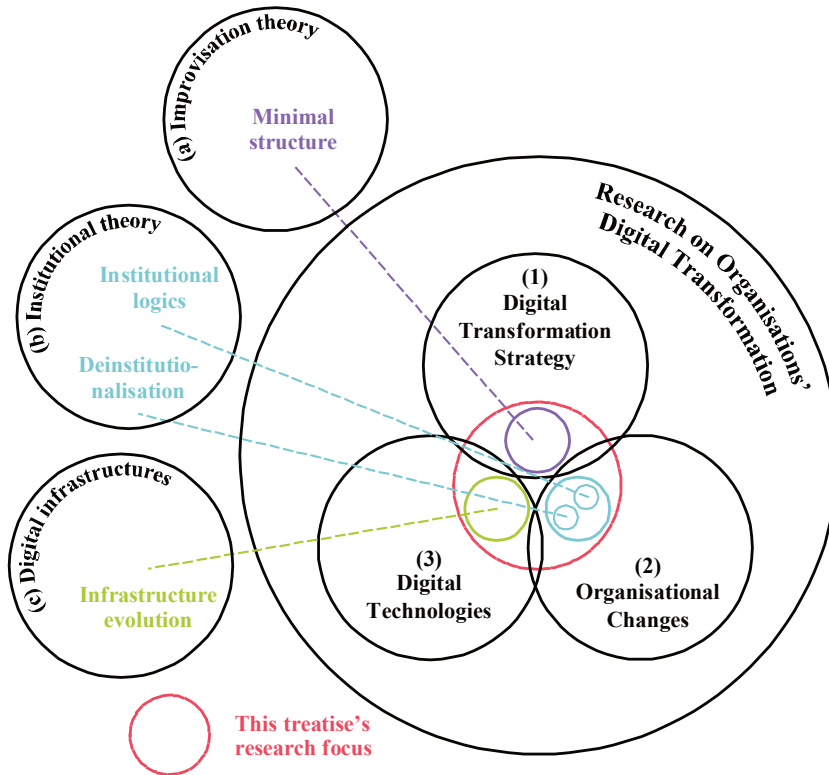 (a) Improvisation theory
Minimal
structure
(b) Institutional theory
Institutional
logics
Deinstitutio-
nalisation
(c) Digital infrastructures
Infrastructure
evolution
Research on Organisations'
Digital Transformation
(1)
Digital
Transformation
Strategy
(3)
Digital
Technologies
(2)
Organisational
Changes
This treatise's
research focus